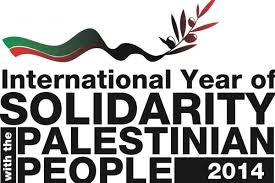 International Year of
SOLIDARITY
with the
PALESTINIAN
PEOPLE 2014